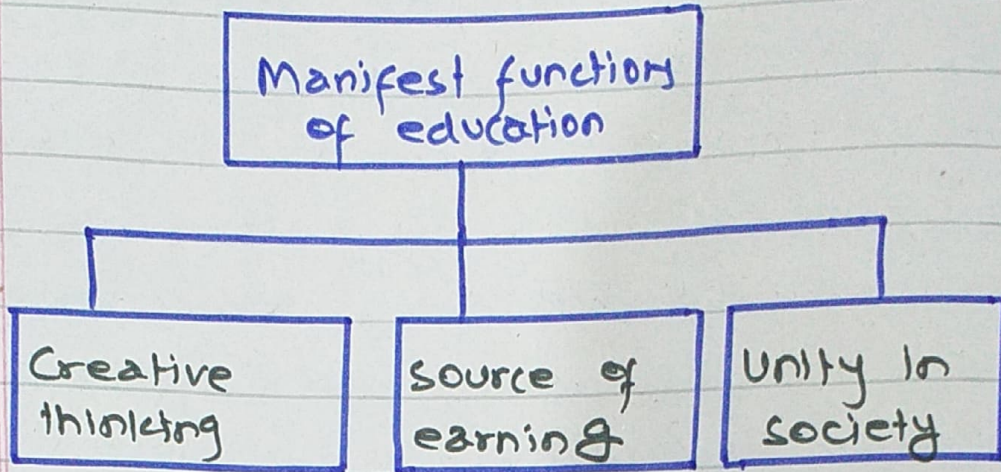 Manifest functions
of education
Creative
thinking
source of
earning
Unity in
society